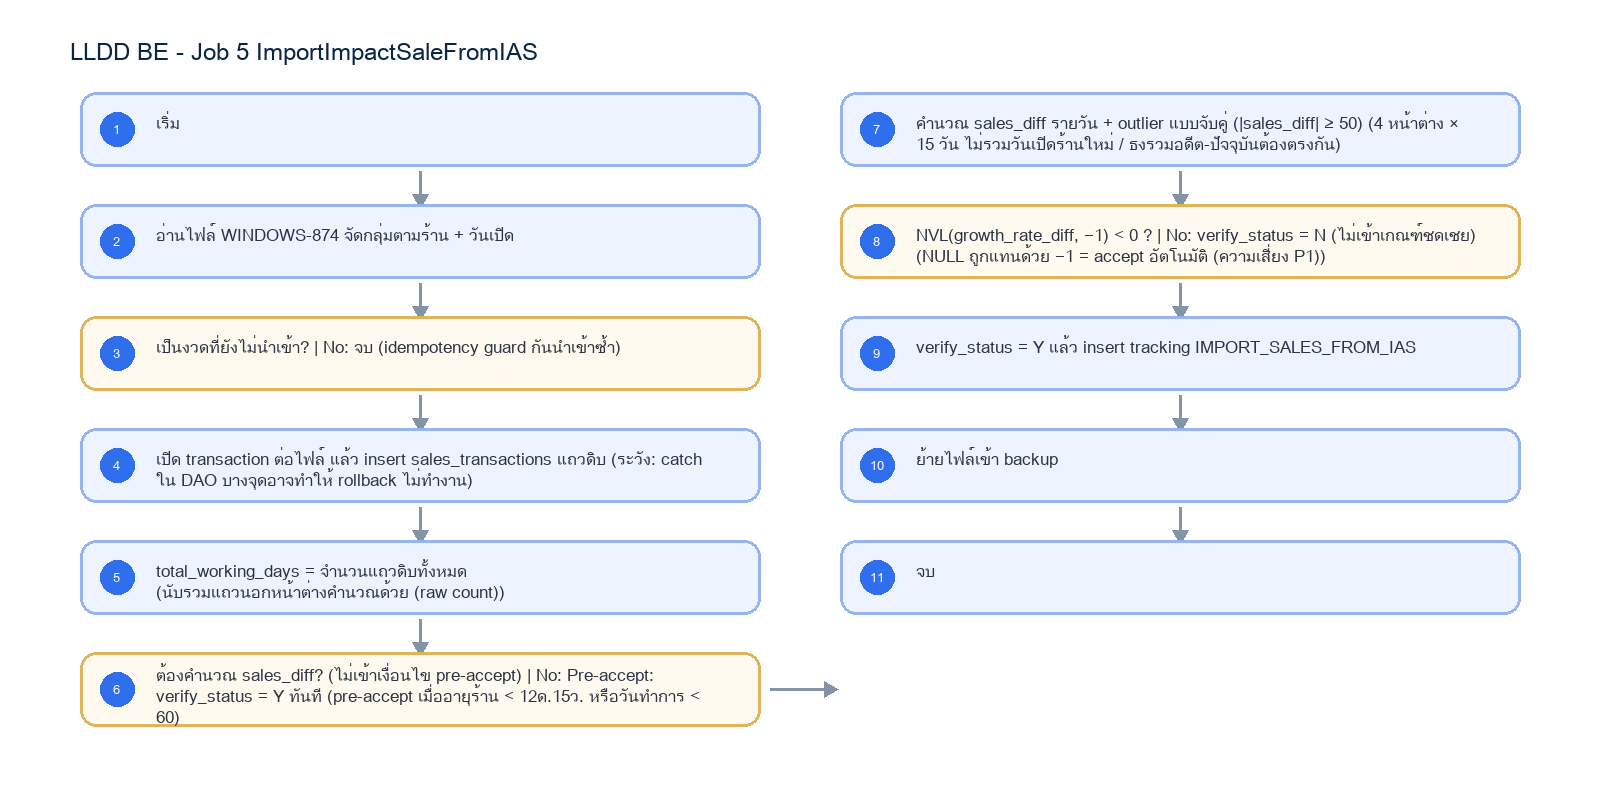 LLDD BE - Job 5 ImportImpactSaleFromIAS
1
เริ่ม
2
อ่านไฟล์ WINDOWS-874 จัดกลุ่มตามร้าน + วันเปิด
3
เป็นงวดที่ยังไม่นำเข้า? | No: จบ (idempotency guard กันนำเข้าซ้ำ)
4
เปิด transaction ต่อไฟล์ แล้ว insert sales_transactions แถวดิบ (ระวัง: catch
ใน DAO บางจุดอาจทำให้ rollback ไม่ทำงาน)
5
total_working_days = จำนวนแถวดิบทั้งหมด
(นับรวมแถวนอกหน้าต่างคำนวณด้วย (raw count))
6
ต้องคำนวณ sales_diff? (ไม่เข้าเงื่อนไข pre-accept) | No: Pre-accept:
verify_status = Y ทันที (pre-accept เมื่ออายุร้าน < 12ด.15ว. หรือวันทำการ <
60)
7
คำนวณ sales_diff รายวัน + outlier แบบจับคู่ (|sales_diff| ≥ 50) (4 หน้าต่าง ×
15 วัน ไม่รวมวันเปิดร้านใหม่ / ธงรวมอดีต-ปัจจุบันต้องตรงกัน)
8
NVL(growth_rate_diff, −1) < 0 ? | No: verify_status = N (ไม่เข้าเกณฑ์ชดเชย)
(NULL ถูกแทนด้วย −1 = accept อัตโนมัติ (ความเสี่ยง P1))
9
verify_status = Y แล้ว insert tracking IMPORT_SALES_FROM_IAS
10
ย้ายไฟล์เข้า backup
11
จบ